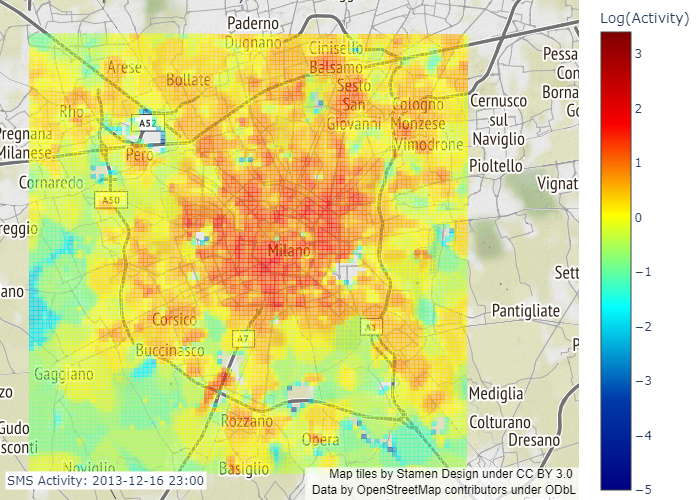 Log(Activity)
3
2
1
0
−1
−2
−3
−4
−5
Paderno
Dugnano
Cinisello
Balsamo
Arese
Bollate
Sesto
San
Giovanni
Cologno
Monzese
Vimodrone
Cernusco
sul
Naviglio
Pioltello
Pessa
Con
Borna
Go
Vignat
Rho
A52
Pero
Pregnana
Milanese
Cornaredo
A50
reggio
Milano
ano
Sett
Pantigliate
P
Corsico
Buccinasco
A7
A1
Gaggiano
zo
Gudo
sconti
Rozzano
Opera
Mediglia
Colturano
Dresano
Noviglio
Basiglio
SMS Activity: 2013-12-16 23:00
Map tiles by Stamen Design under CC BY 3.0
Data by OpenStreetMap contributors under ODbL